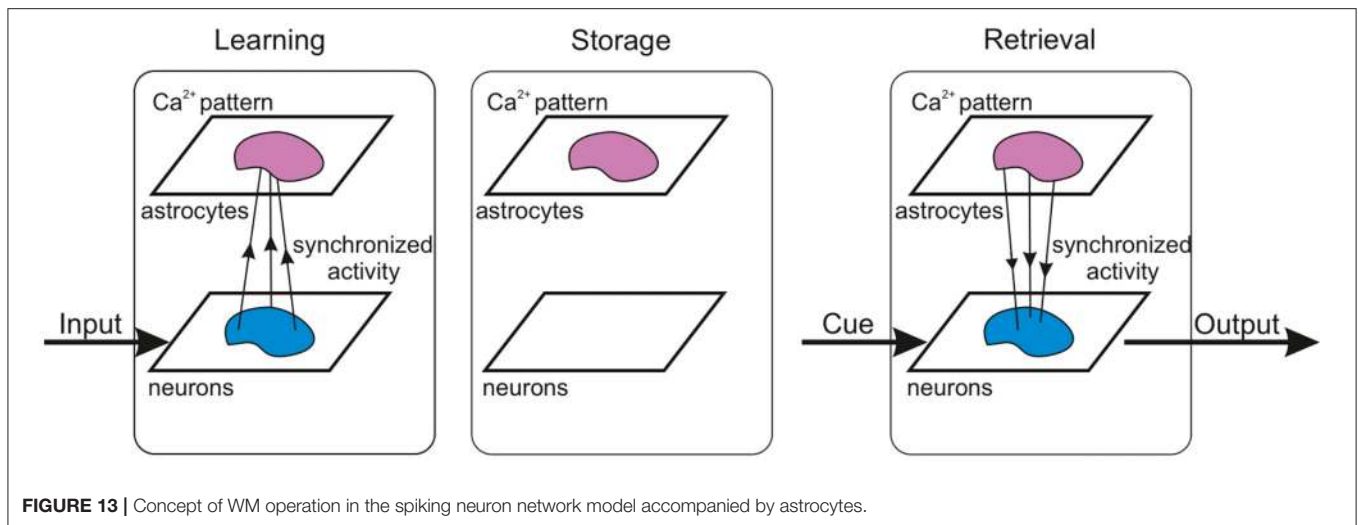 Learning
Ca²⁺ pattern
astrocytes
synchronized
activity
Input
neurons
Storage
Ca²⁺ pattern
astrocytes
neurons
Retrieval
Ca²⁺ pattern
astrocytes
synchronized
activity
Cue
Output
neurons
FIGURE 13 | Concept of WM operation in the spiking neuron network model accompanied by astrocytes.